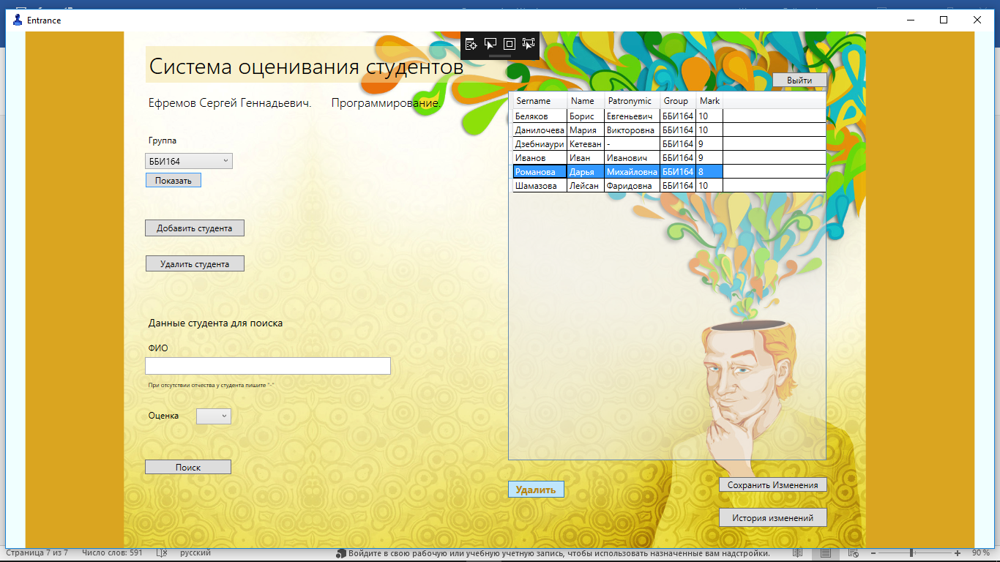 Entrance
Система оценивания студентов
Выйти
Ефремов Сергей Геннадьевич. Программирование.
Группа
ББИ164
Показать
Добавить студента
Удалить студента
Данные студента для поиска
ФИО
При отсутствии отчества у студента пишите "-"
Оценка
Поиск
Sername Name Patronymic Group Mark
Беляков Борис Евгеньевич ББИ164 10
Данилочева Мария Викторовна ББИ164 10
Дзебниаури Кетеван - ББИ164 9
Иванов Иван Иванович ББИ164 9
Романова Дарья Михайловна ББИ164 8
Шамазова Лейсан Фаридовна ББИ164 10
Удалить
Сохранить Изменения
История изменений
Страница 7 из 7 Число слов: 591 русский Войдите в свою рабочую или учебную учетную запись, чтобы использовать назначенные вам надстройки. 90 %